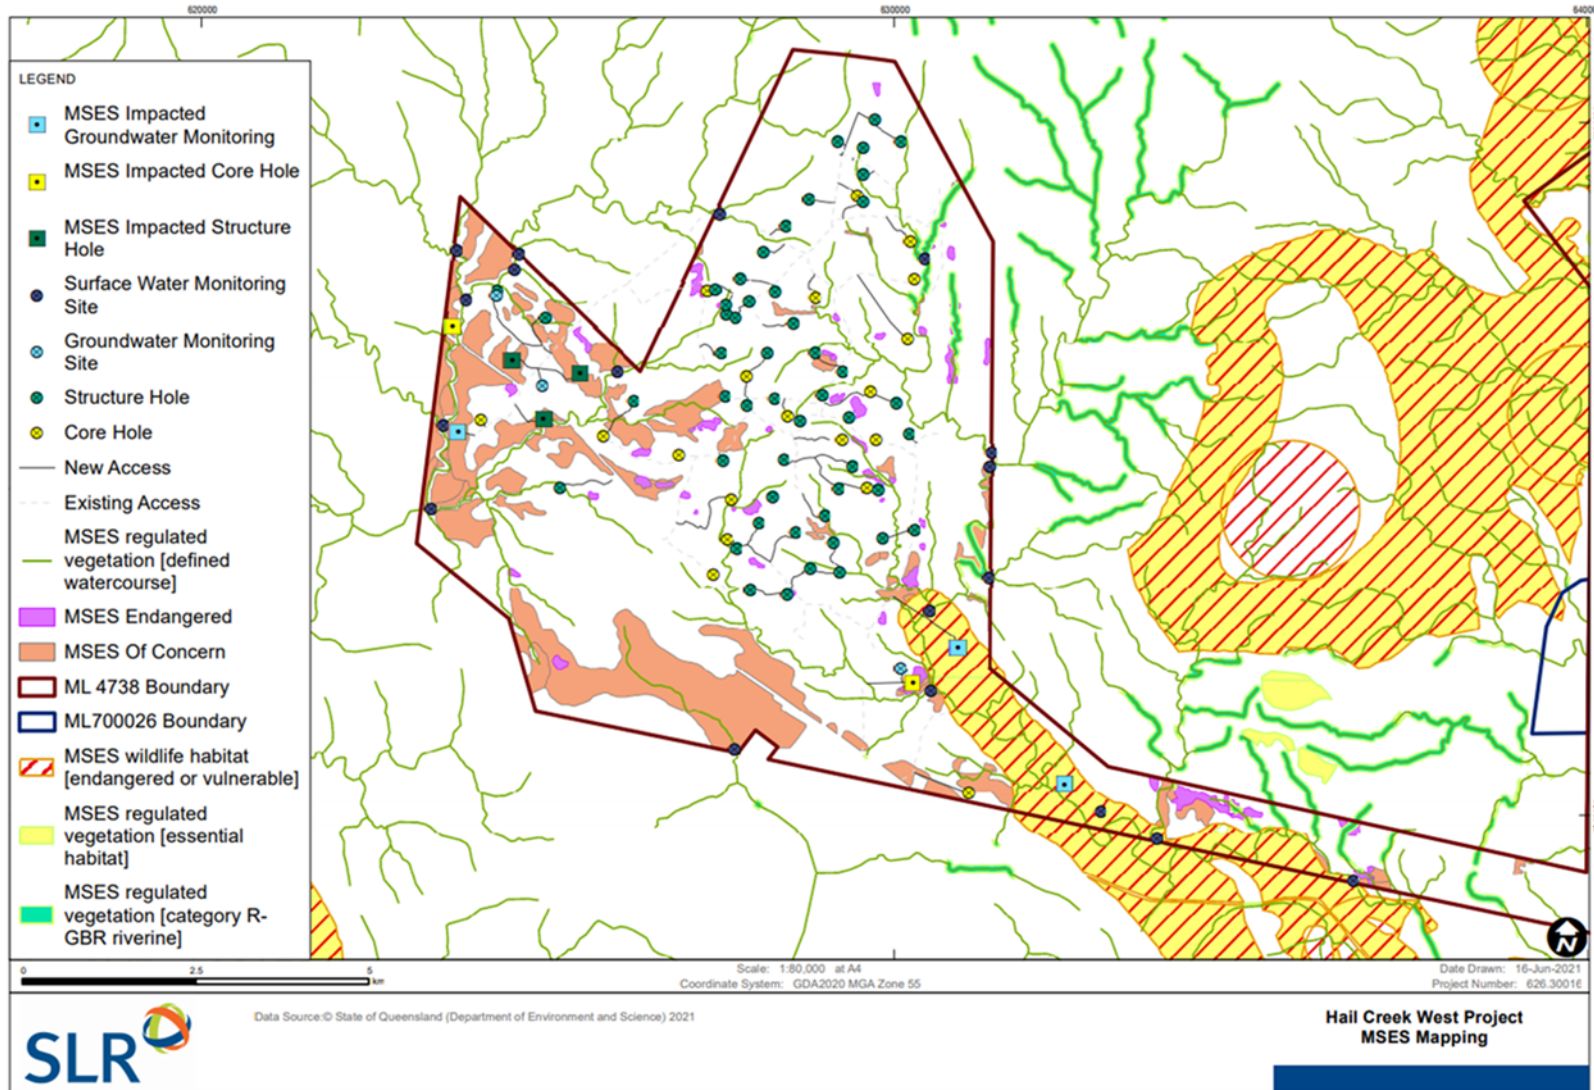 620000
630000
64000
LEGEND
MSES Impacted
Groundwater Monitoring
MSES Impacted Core Hole
MSES Impacted Structure
Hole
Surface Water Monitoring
Site
Groundwater Monitoring
Site
Structure Hole
Core Hole
New Access
Existing Access
MSES regulated
vegetation [defined
watercourse]
MSES Endangered
MSES Of Concern
ML 4738 Boundary
ML700026 Boundary
MSES wildlife habitat
[endangered or vulnerable]
MSES regulated
vegetation [essential
habitat]
MSES regulated
vegetation [category R-
GBR riverine]
N
0 2.5 5
km
Scale: 1:80,000 at A4
Coordinate System: GDA2020 MGA Zone 55
Date Drawn: 16-Jun-2021
Project Number: 626.30016
SLR
Data Source:© State of Queensland (Department of Environment and Science) 2021
Hail Creek West Project
MSES Mapping